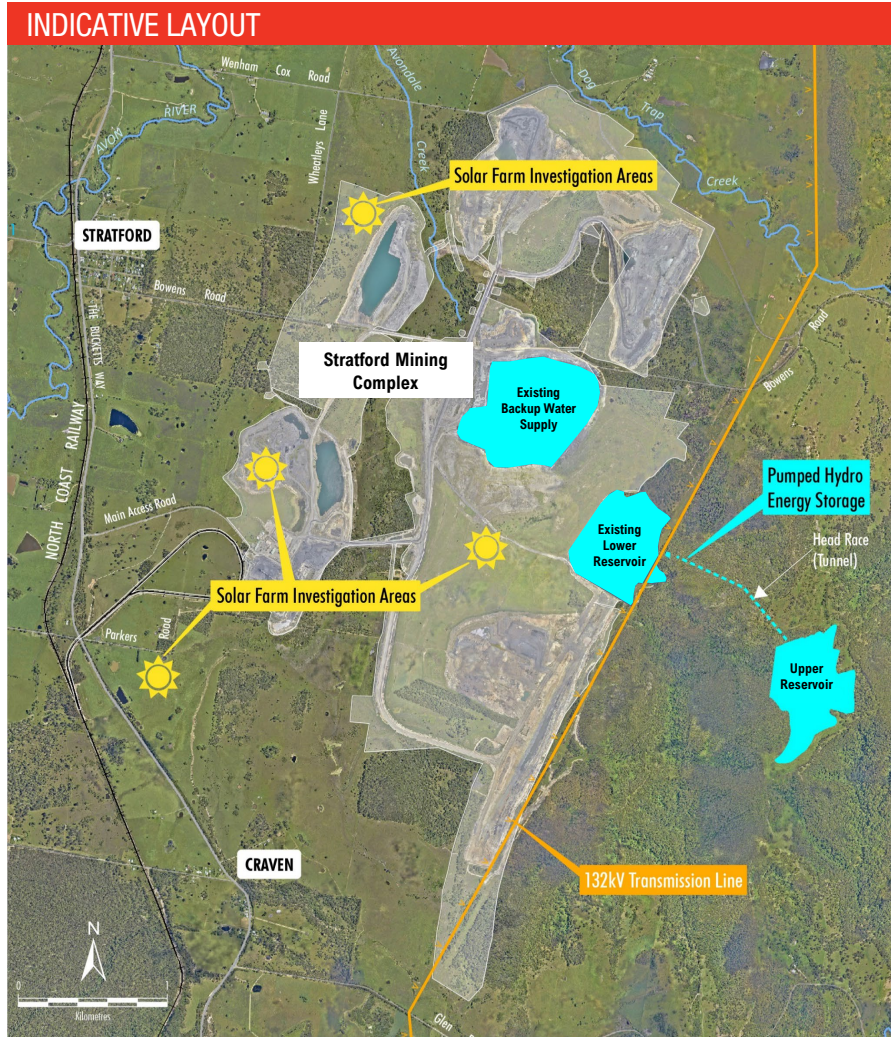 INDICATIVE LAYOUT
Wenham Cox Road
Avondale
Creek
Dog
Trap
Creek
AVON
RIVER
Wheatleys Lane
Solar Farm Investigation Areas
STRATFORD
Bowens Road
THE BUCKETTS WAY
Stratford Mining
Complex
Existing
Backup Water
Supply
Bowens
Road
NORTH COAST RAILWAY
Main Access Road
Pumped Hydro
Energy Storage
Existing
Lower
Reservoir
Head Race
(Tunnel)
Solar Farm Investigation Areas
Parkers
Road
Upper
Reservoir
CRAVEN
132kV Transmission Line
N
0
1
Kilometres
Glen